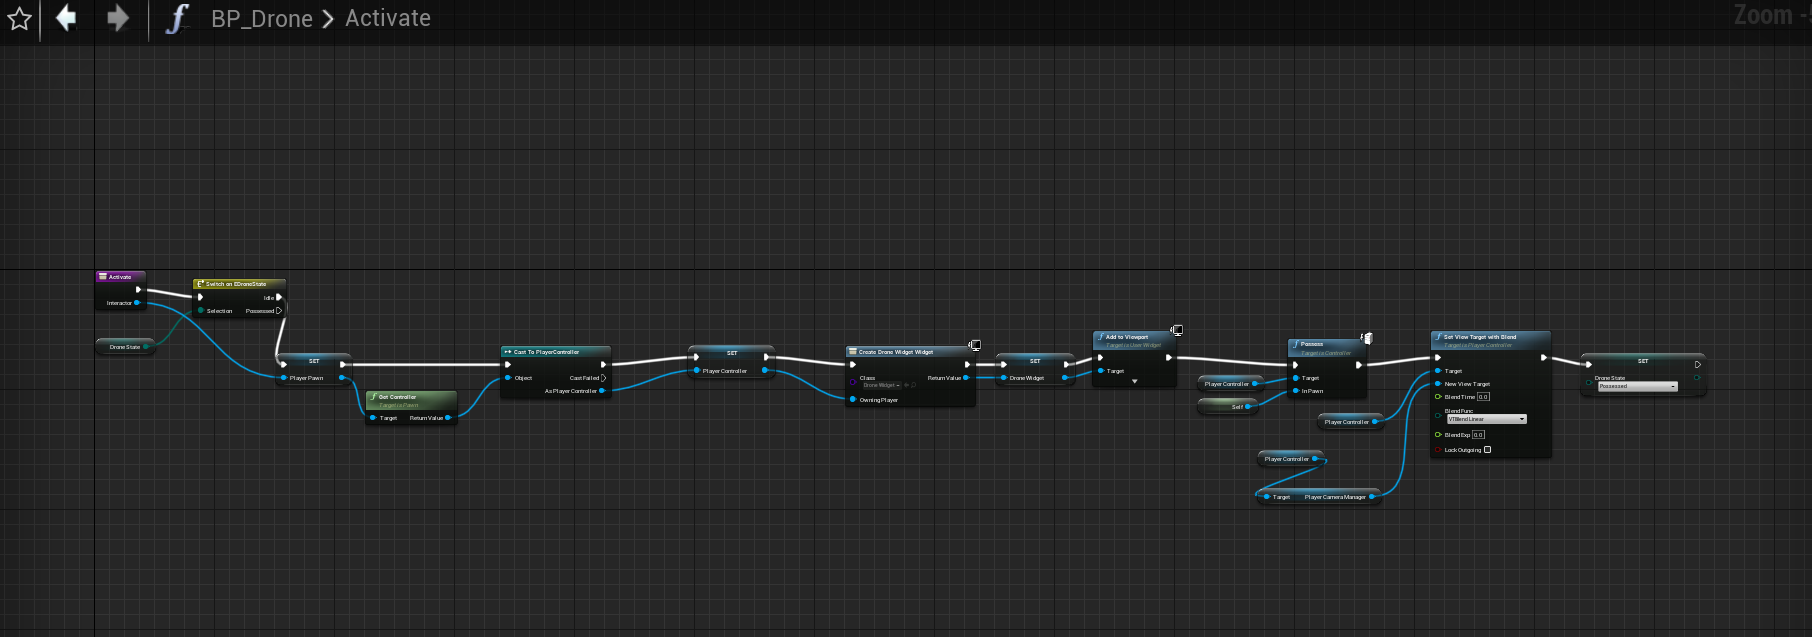 BP_Drone > Activate
Zoom -
Activate
Interactor
Drone State
Switch on EDroneState
Idle
Selection
Possessed
SET
Player Pawn
Get Controller
Target is Pawn
Target
Return Value
Cast To PlayerController
Object
Cast Failed
As Player Controller
SET
Player Controller
Create Drone Widget Widget
Class
Drone Widget
Return Value
Owning Player
SET
Drone Widget
Add to Viewport
Target is User Widget
Target
Player Controller
Self
Possess
Target is Controller
Target
In Pawn
Player Controller
Player Controller
Target
Player Camera Manager
Set View Target with Blend
Target is Player Controller
Target
New View Target
Blend Time 0.0
Blend Func
VTBlend Linear
Blend Exp 0.0
Lock Outgoing
SET
Drone State
Possessed